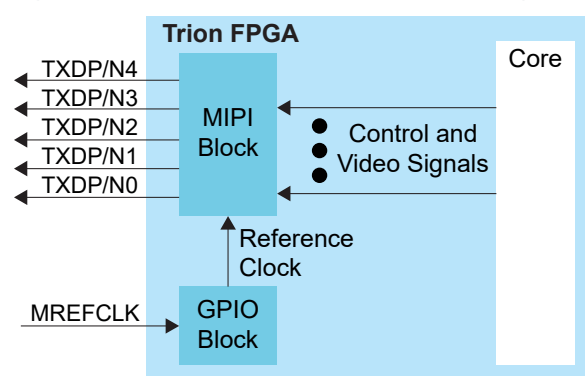 Trion FPGA
Core
TXDP/N4
TXDP/N3
TXDP/N2
TXDP/N1
TXDP/N0
MIPI
Block
Control and
Video Signals
Reference
Clock
MREFCLK
GPIO
Block